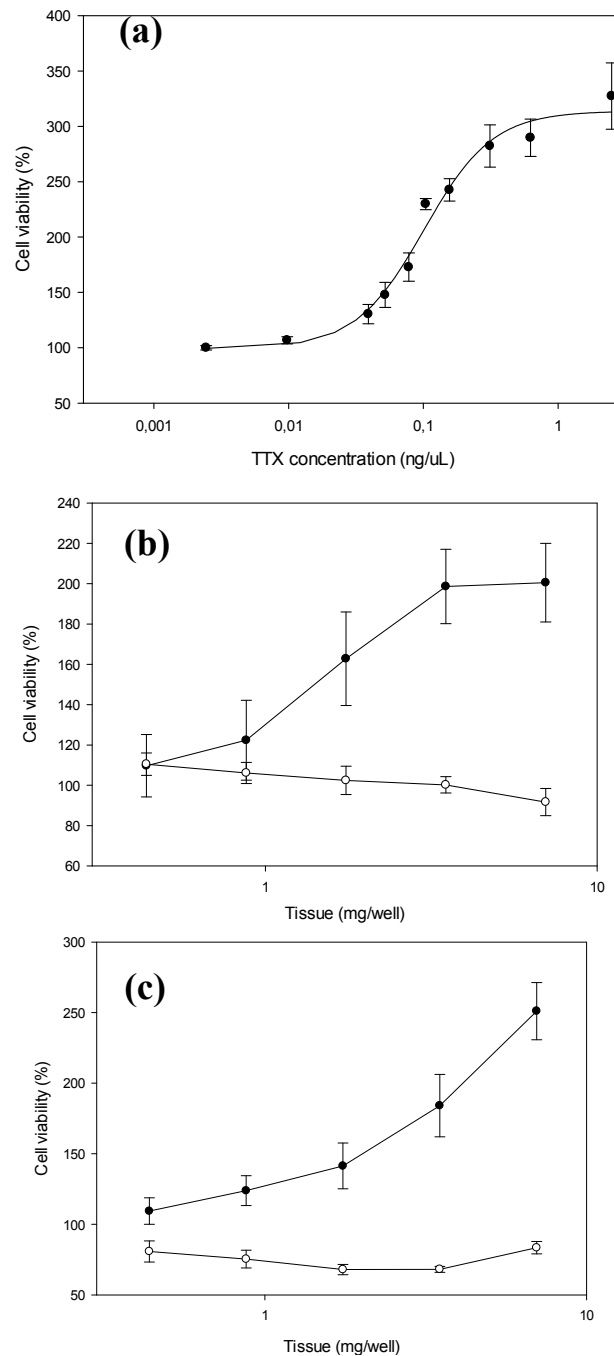 (a)
400
350
300
250
200
150
100
50
Cell viability (%)
0,001 0,01 0,1 1
TTX concentration (ng/uL)
(b)
240
220
200
180
160
140
120
100
80
60
Cell viability (%)
1 10
Tissue (mg/well)
(c)
300
250
200
150
100
50
Cell viability (%)
1 10
Tissue (mg/well)